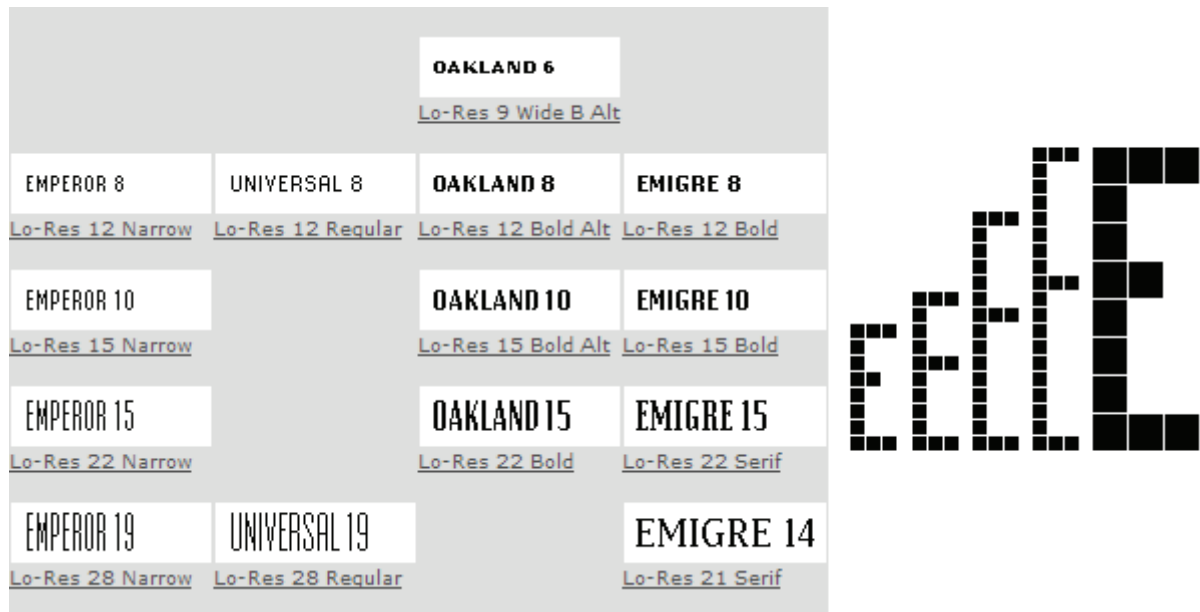 OAKLAND 6
Lo-Res 9 Wide B Alt
EMPEROR 8 UNIVERSAL 8 OAKLAND 8 EMIGRE 8
Lo-Res 12 Narrow Lo-Res 12 Regular Lo-Res 12 Bold Alt Lo-Res 12 Bold
EMPEROR 10 OAKLAND 10 EMIGRE 10
Lo-Res 15 Narrow Lo-Res 15 Bold Alt Lo-Res 15 Bold
EMPEROR 15 OAKLAND 15 EMIGRE 15
Lo-Res 22 Narrow Lo-Res 22 Bold Lo-Res 22 Serif
EMPEROR 19 UNIVERSAL 19 EMIGRE 14
Lo-Res 28 Narrow Lo-Res 28 Regular Lo-Res 21 Serif
E E E E E